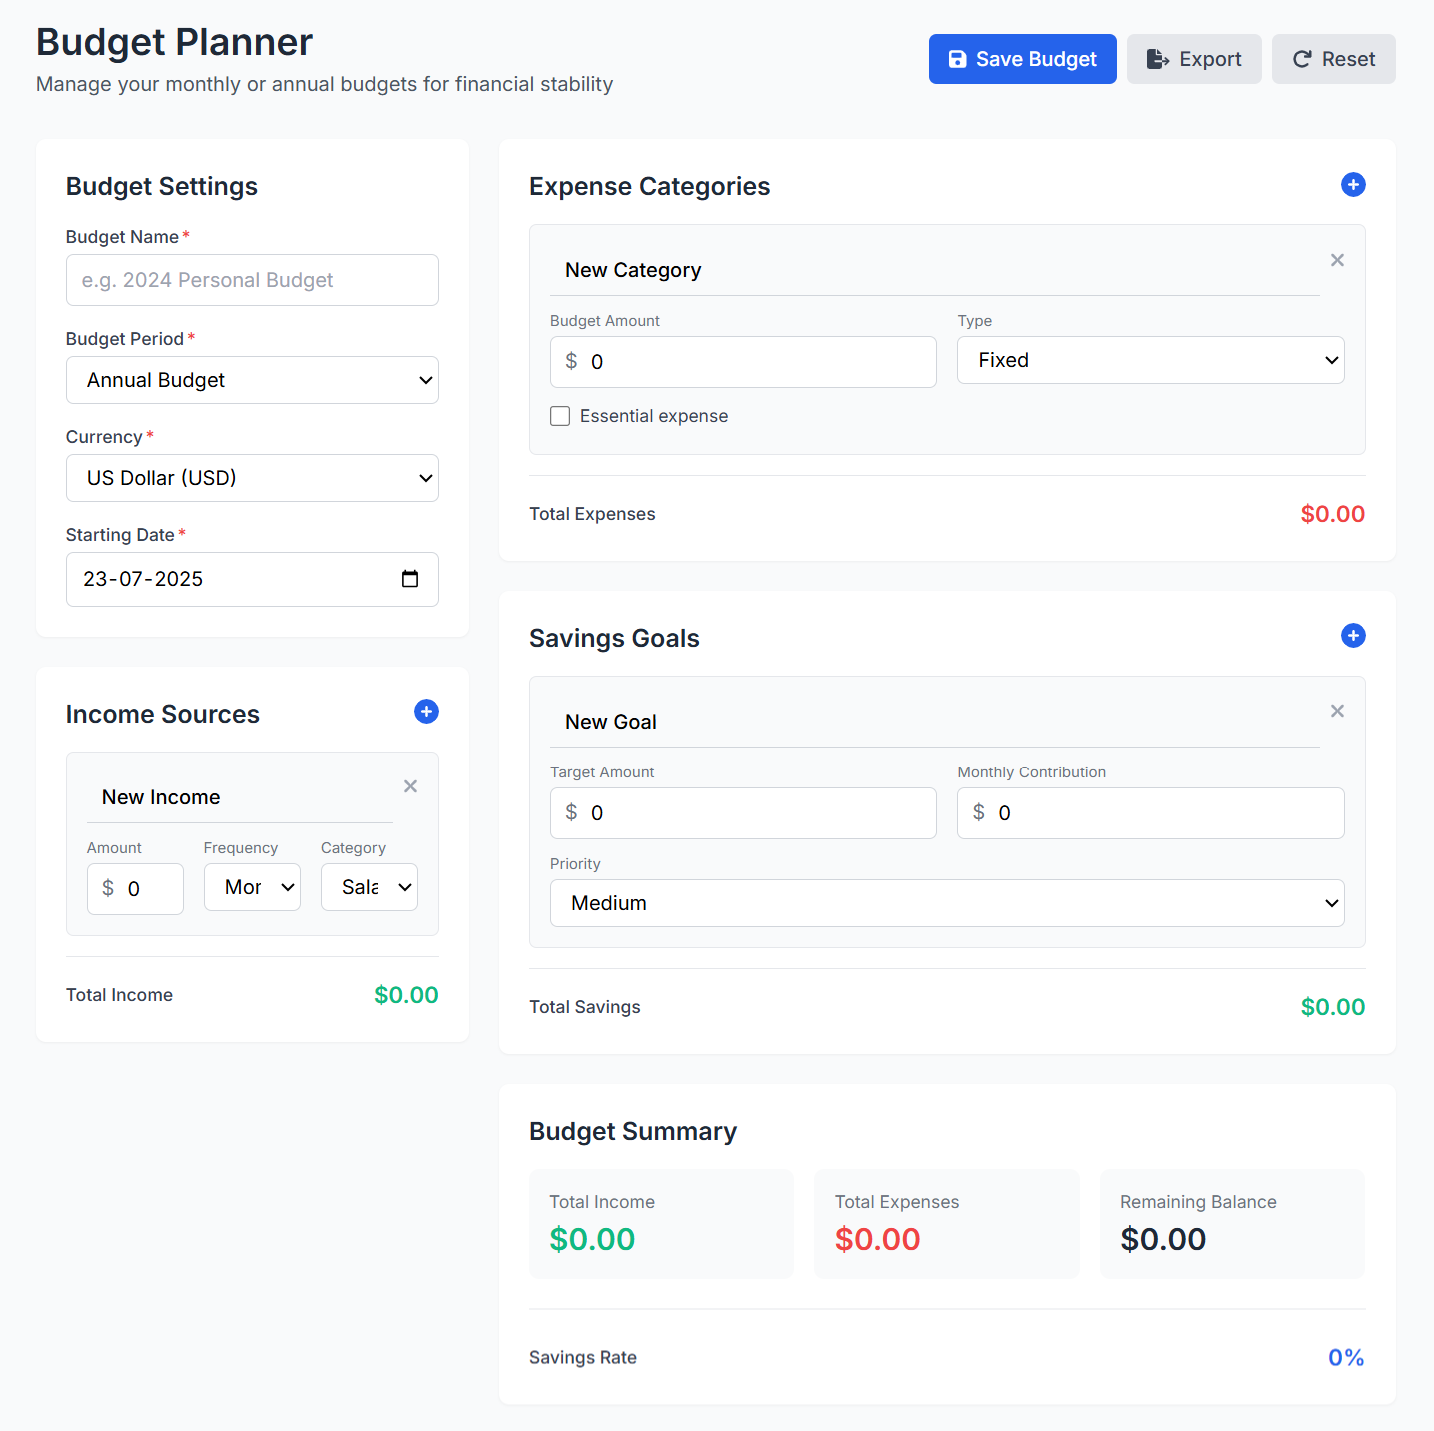 Budget Planner
Manage your monthly or annual budgets for financial stability
Save Budget
Export
Reset
Budget Settings
Budget Name*
e.g. 2024 Personal Budget
Budget Period*
Annual Budget
Currency*
US Dollar (USD)
Starting Date*
23-07-2025
Income Sources
New Income
Amount Frequency Category
$ 0 Mor Sala
Total Income $0.00
Expense Categories
New Category
Budget Amount Type
$ 0 Fixed
Essential expense
Total Expenses $0.00
Savings Goals
New Goal
Target Amount Monthly Contribution
$ 0 $ 0
Priority
Medium
Total Savings $0.00
Budget Summary
Total Income Total Expenses Remaining Balance
$0.00 $0.00 $0.00
Savings Rate 0%